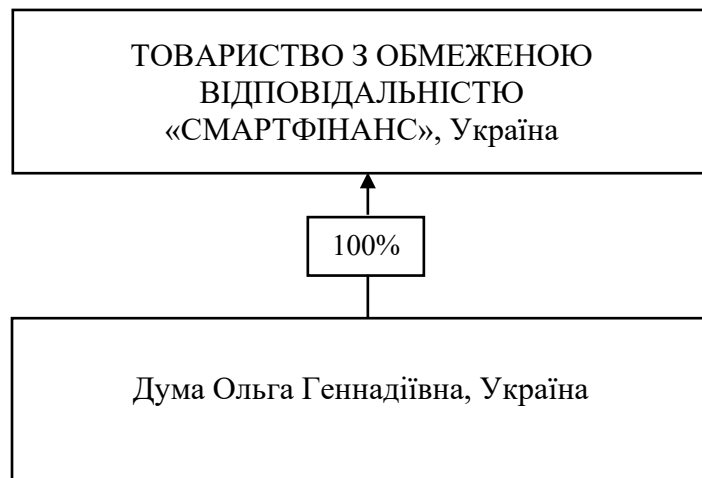 ТОВАРИСТВО З ОБМЕЖЕНОЮ
ВІДПОВІДАЛЬНІСТЮ
«СМАРТФІНАНС», Україна
100%
Дума Ольга Геннадіївна, Україна